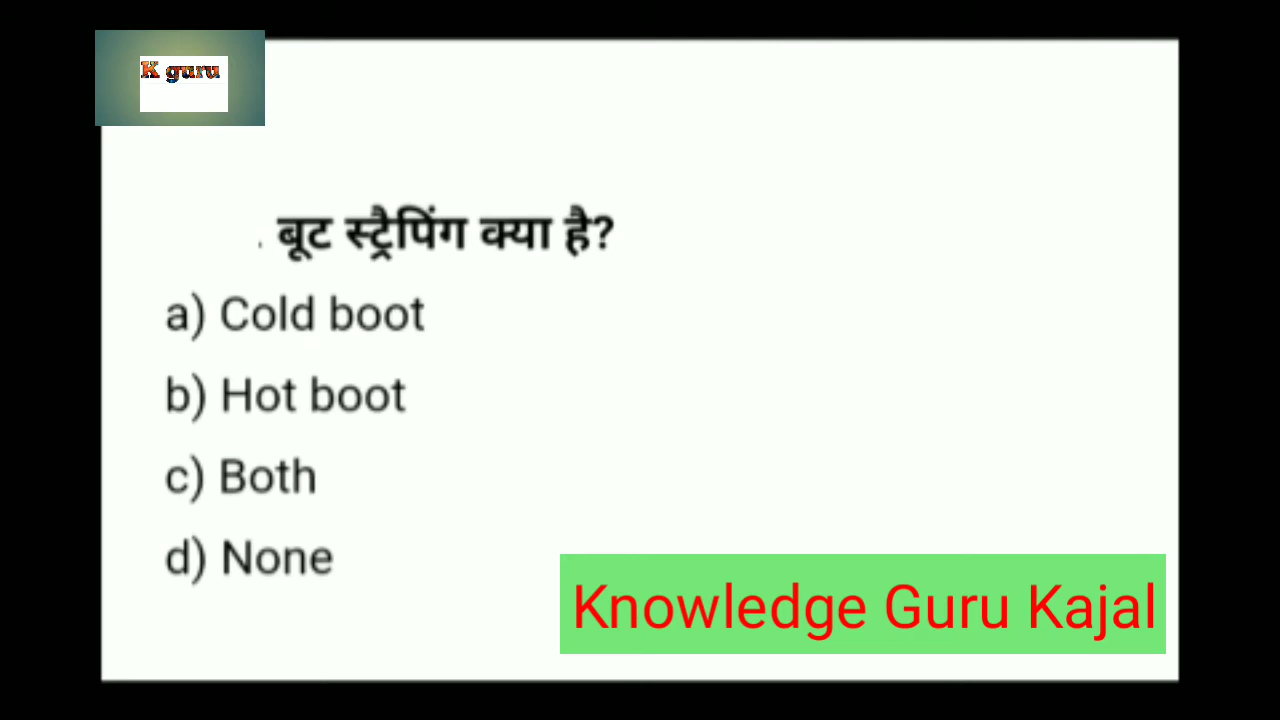 K guru
. बूट स्ट्रैपिंग क्या है?
a) Cold boot
b) Hot boot
c) Both
d) None
Knowledge Guru Kajal